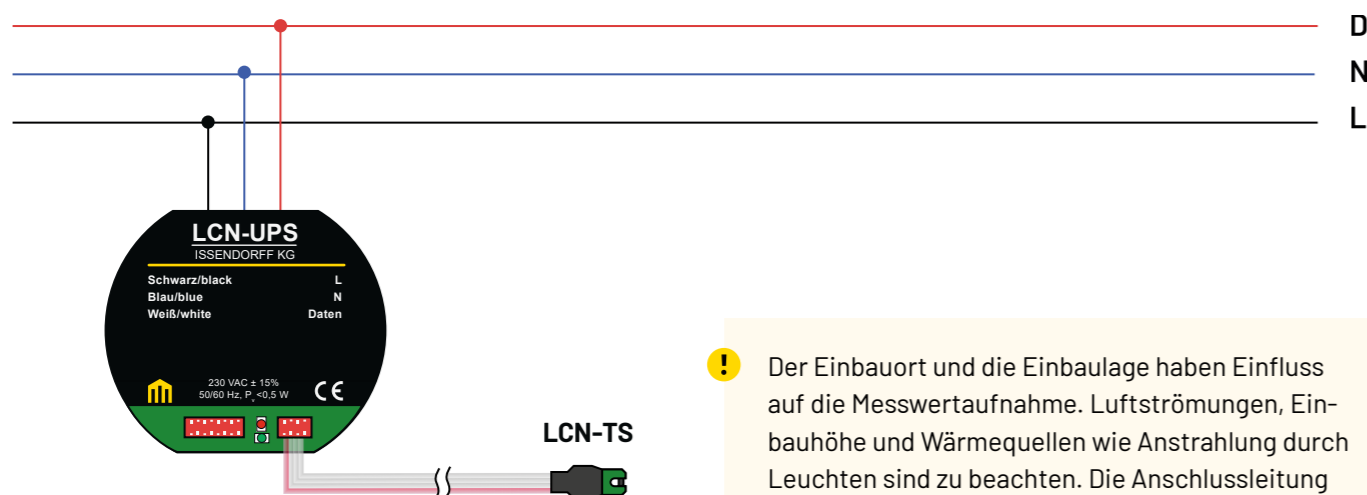 D
N
L
LCN-UPS
ISSENDORFF KG
Schwarz/black L
Blau/blue N
Weiß/white Daten
230 VAC ± 15%
50/60 Hz, Pv <0,5 W
CE
LCN-TS
!
Der Einbauort und die Einbaulage haben Einfluss
auf die Messwertaufnahme. Luftströmungen, Ein-
bauhöhe und Wärmequellen wie Anstrahlung durch
Leuchten sind zu beachten. Die Anschlussleitung